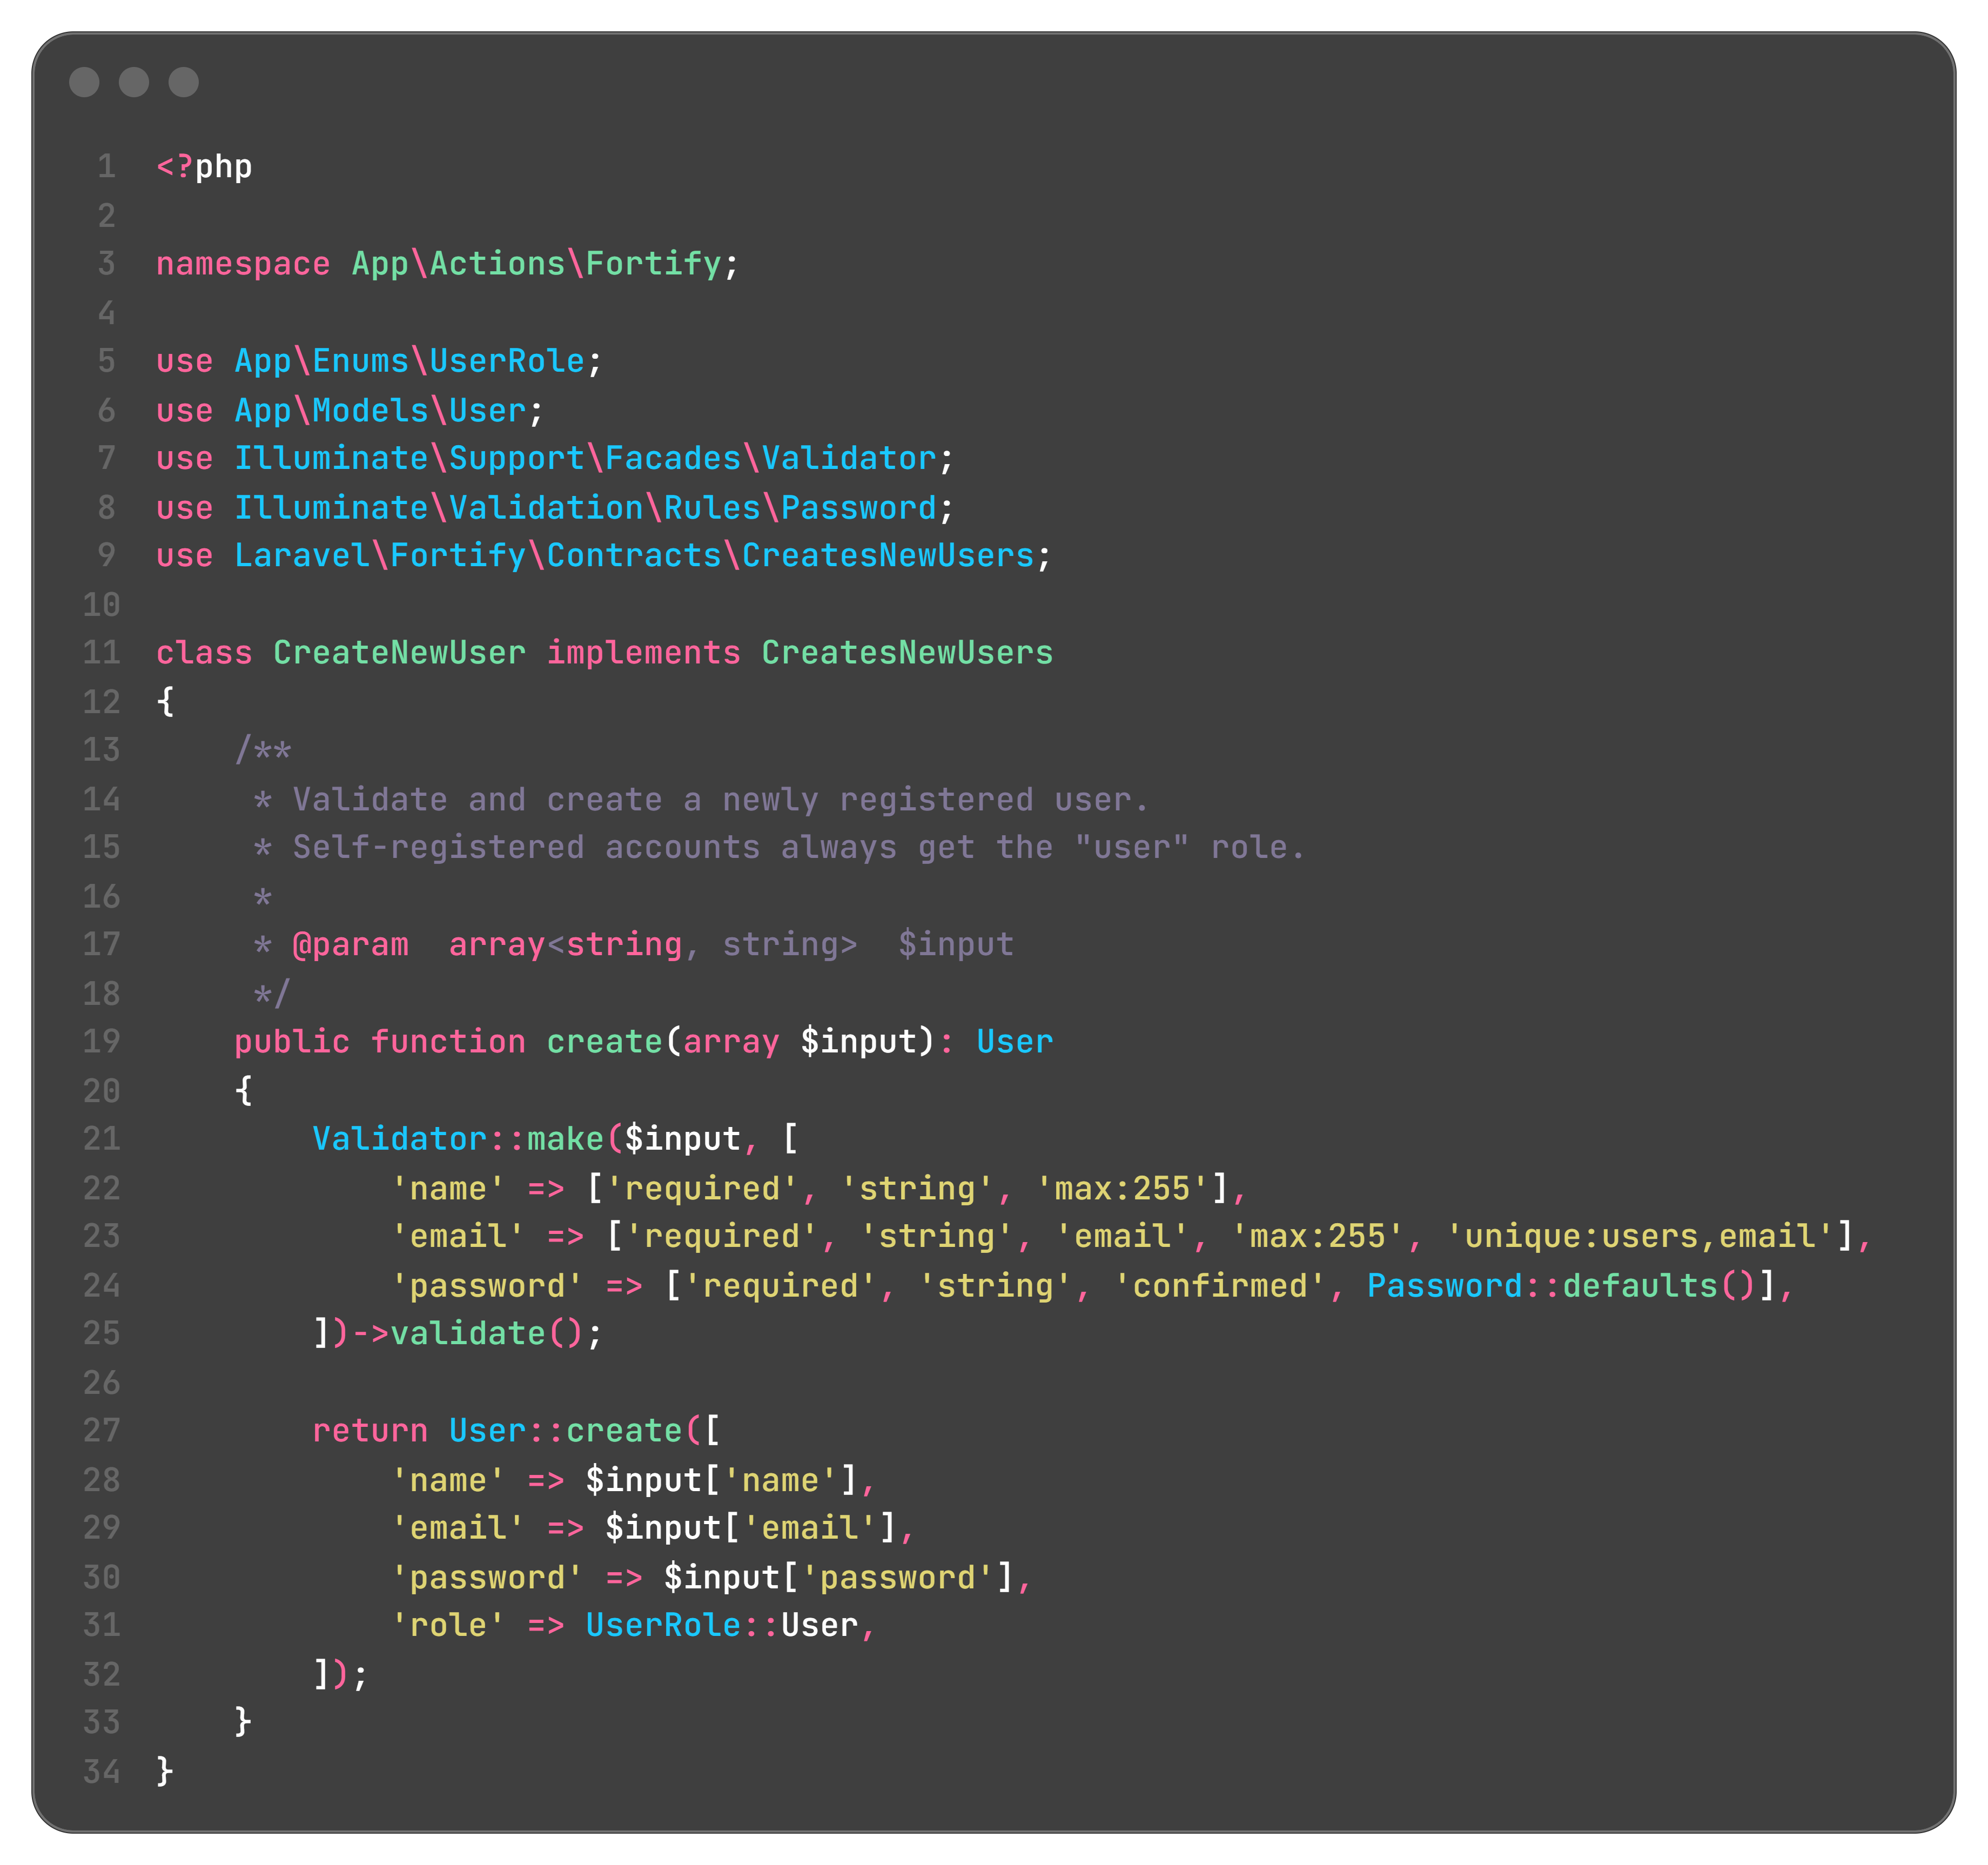 1 <?php
2
3 namespace App\Actions\Fortify;
4
5 use App\Enums\UserRole;
6 use App\Models\User;
7 use Illuminate\Support\Facades\Validator;
8 use Illuminate\Validation\Rules\Password;
9 use Laravel\Fortify\Contracts\CreatesNewUsers;
10
11 class CreateNewUser implements CreatesNewUsers
12 {
13     /**
14      * Validate and create a newly registered user.
15      * Self-registered accounts always get the "user" role.
16      *
17      * @param  array<string, string>  $input
18      */
19     public function create(array $input): User
20     {
21         Validator::make($input, [
22             'name' => ['required', 'string', 'max:255'],
23             'email' => ['required', 'string', 'email', 'max:255', 'unique:users,email'],
24             'password' => ['required', 'string', 'confirmed', Password::defaults()],
25         ])->validate();
26
27         return User::create([
28             'name' => $input['name'],
29             'email' => $input['email'],
30             'password' => $input['password'],
31             'role' => UserRole::User,
32         ]);
33     }
34 }